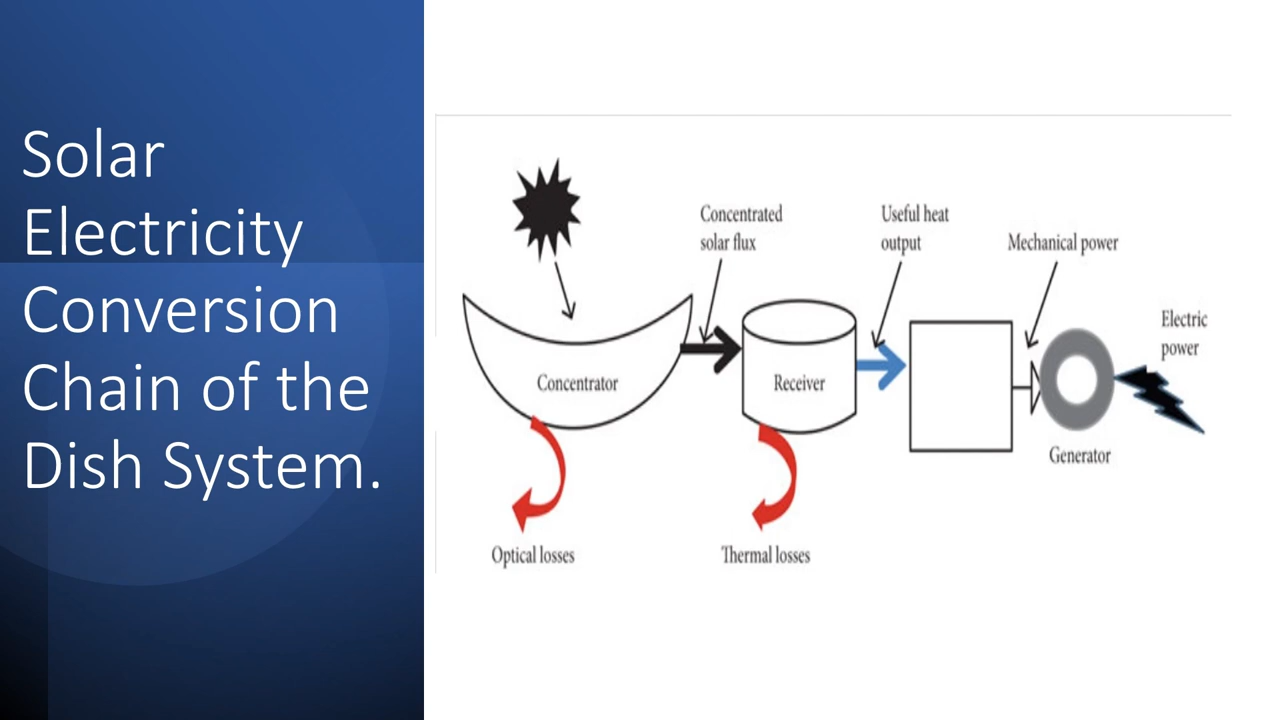 Solar
Electricity
Conversion
Chain of the
Dish System.
Concentrated
solar flux
Useful heat
output
Mechanical power
Electric
power
Concentrator
Receiver
Generator
Optical losses
Thermal losses